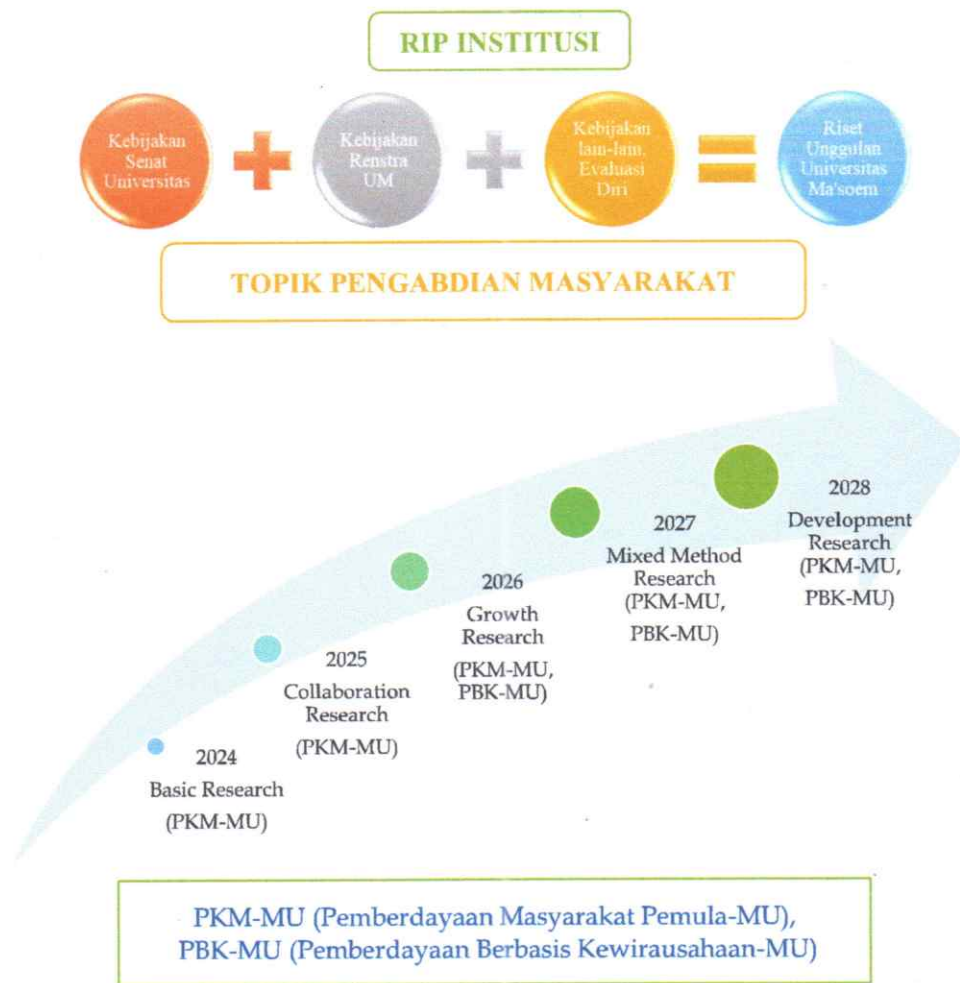 RIP INSTITUSI
Kebijakan
Senat
Universitas
Kebijakan
Renstra
UM
Kebijakan
lain-lain,
Evaluasi
Diri
Riset
Unggulan
Universitas
Ma'soem
TOPIK PENGABDIAN MASYARAKAT
2024
Basic Research
(PKM-MU)
2025
Collaboration
Research
(PKM-MU)
2026
Growth
Research
(PKM-MU,
PBK-MU)
2027
Mixed Method
Research
(PKM-MU,
PBK-MU)
2028
Development
Research
(PKM-MU,
PBK-MU)
PKM-MU (Pemberdayaan Masyarakat Pemula-MU),
PBK-MU (Pemberdayaan Berbasis Kewirausahaan-MU)